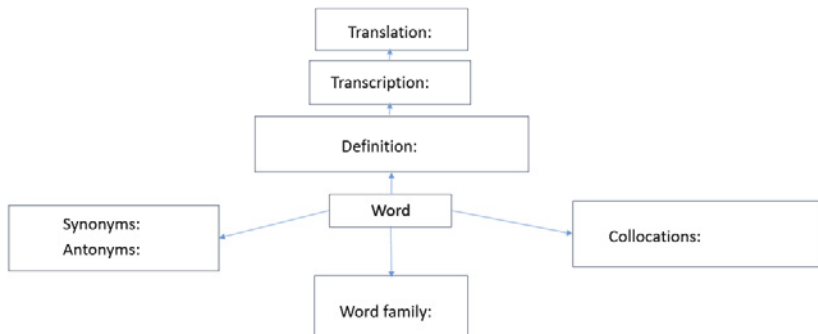 Translation:
Transcription:
Definition:
Word
Synonyms:
Antonyms:
Collocations:
Word family: